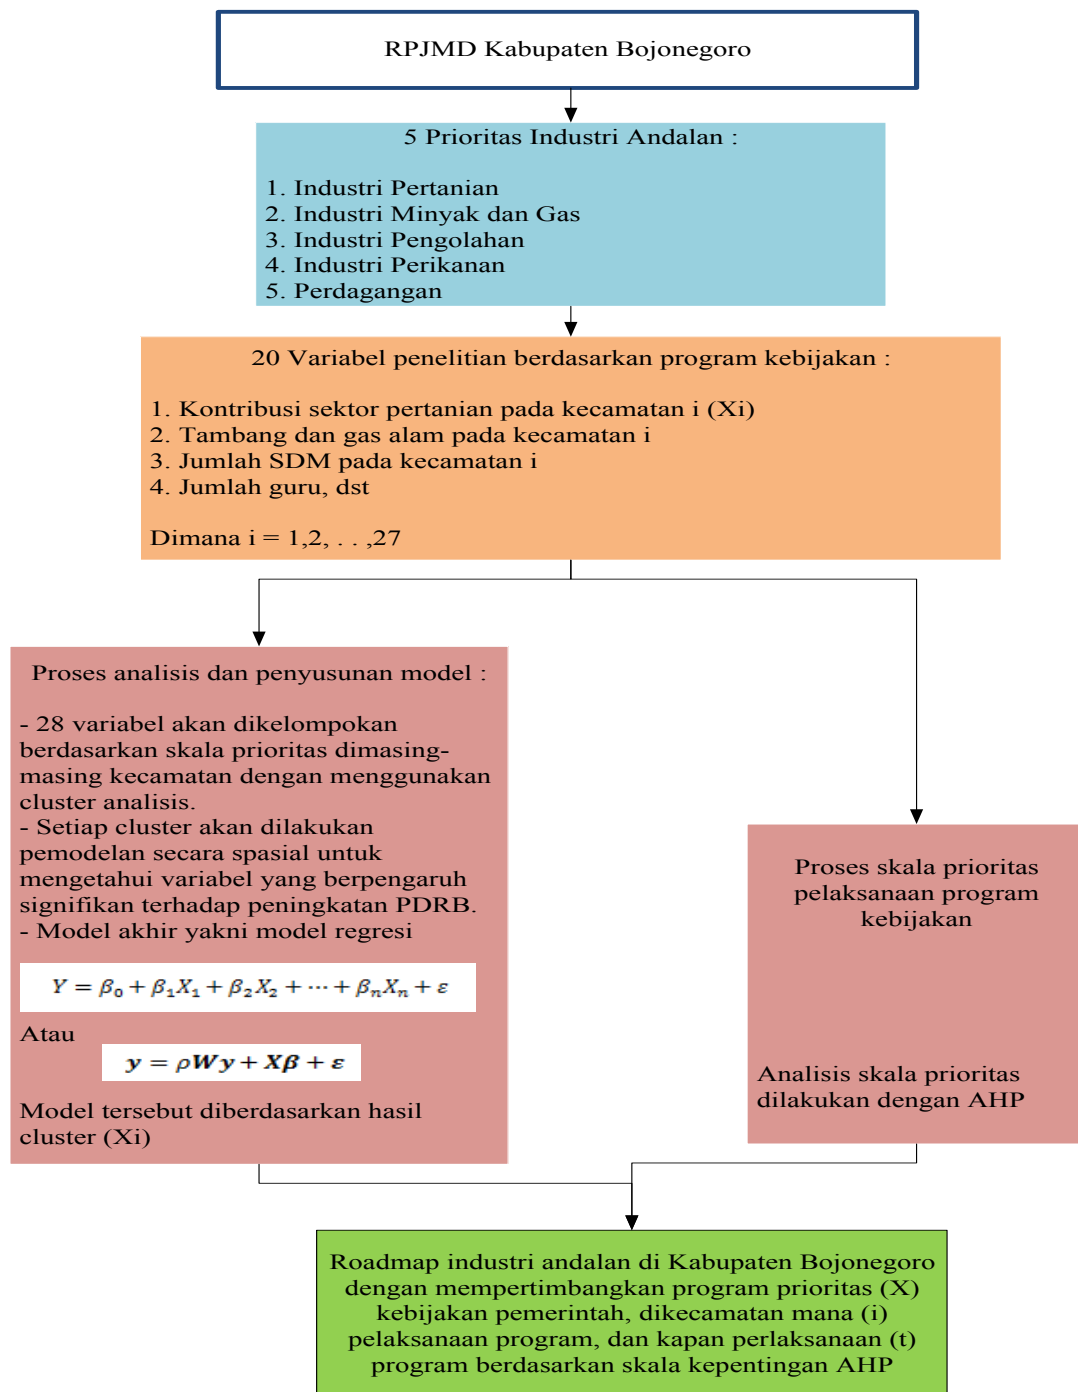 RPJMD Kabupaten Bojonegoro
5 Prioritas Industri Andalan :
1. Industri Pertanian
2. Industri Minyak dan Gas
3. Industri Pengolahan
4. Industri Perikanan
5. Perdagangan
20 Variabel penelitian berdasarkan program kebijakan :
1. Kontribusi sektor pertanian pada kecamatan i (Xi)
2. Tambang dan gas alam pada kecamatan i
3. Jumlah SDM pada kecamatan i
4. Jumlah guru, dst
Dimana i = 1,2, . . ,27
Proses analisis dan penyusunan model :
- 28 variabel akan dikelompokan
berdasarkan skala prioritas dimasing-
masing kecamatan dengan menggunakan
cluster analisis.
- Setiap cluster akan dilakukan
pemodelan secara spasial untuk
mengetahui variabel yang berpengaruh
signifikan terhadap peningkatan PDRB.
- Model akhir yakni model regresi
Y = β₀ + β₁X₁ + β₂X₂ + ⋯ + βₙXₙ + ε
Atau
y = ρWy + Xβ + ε
Model tersebut diberdasarkan hasil
cluster (Xi)
Proses skala prioritas
pelaksanaan program
kebijakan
Analisis skala prioritas
dilakukan dengan AHP
Roadmap industri andalan di Kabupaten Bojonegoro
dengan mempertimbangkan program prioritas (X)
kebijakan pemerintah, dikecamatan mana (i)
pelaksanaan program, dan kapan perlaksanaan (t)
program berdasarkan skala kepentingan AHP